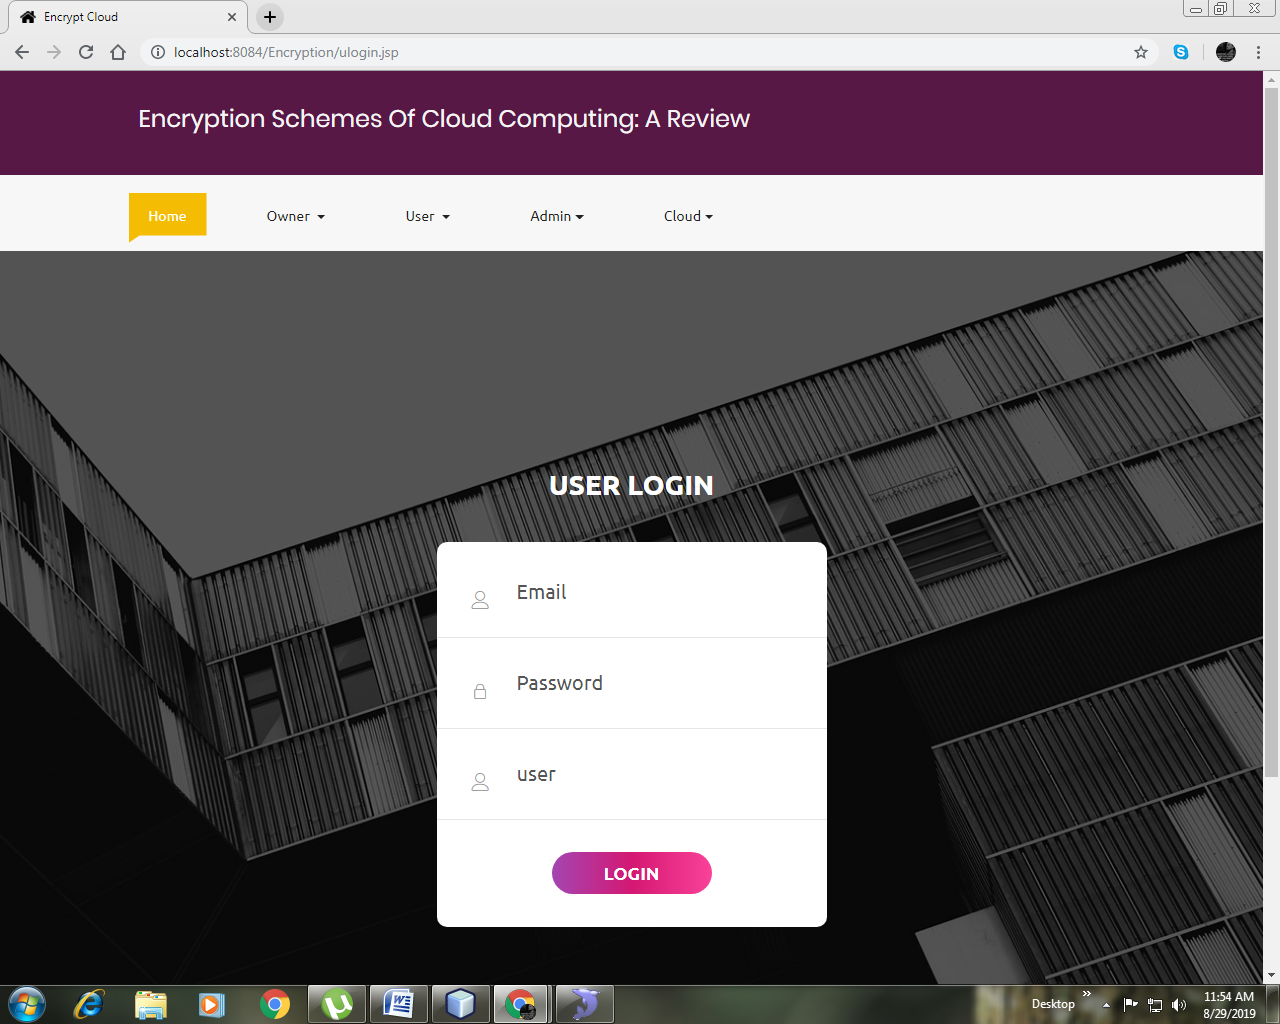 Encrypt Cloud
localhost:8084/Encryption/ulogin.jsp
Encryption Schemes Of Cloud Computing: A Review
Home Owner User Admin Cloud
USER LOGIN
Email
Password
user
LOGIN
Desktop
11:54 AM
8/29/2019